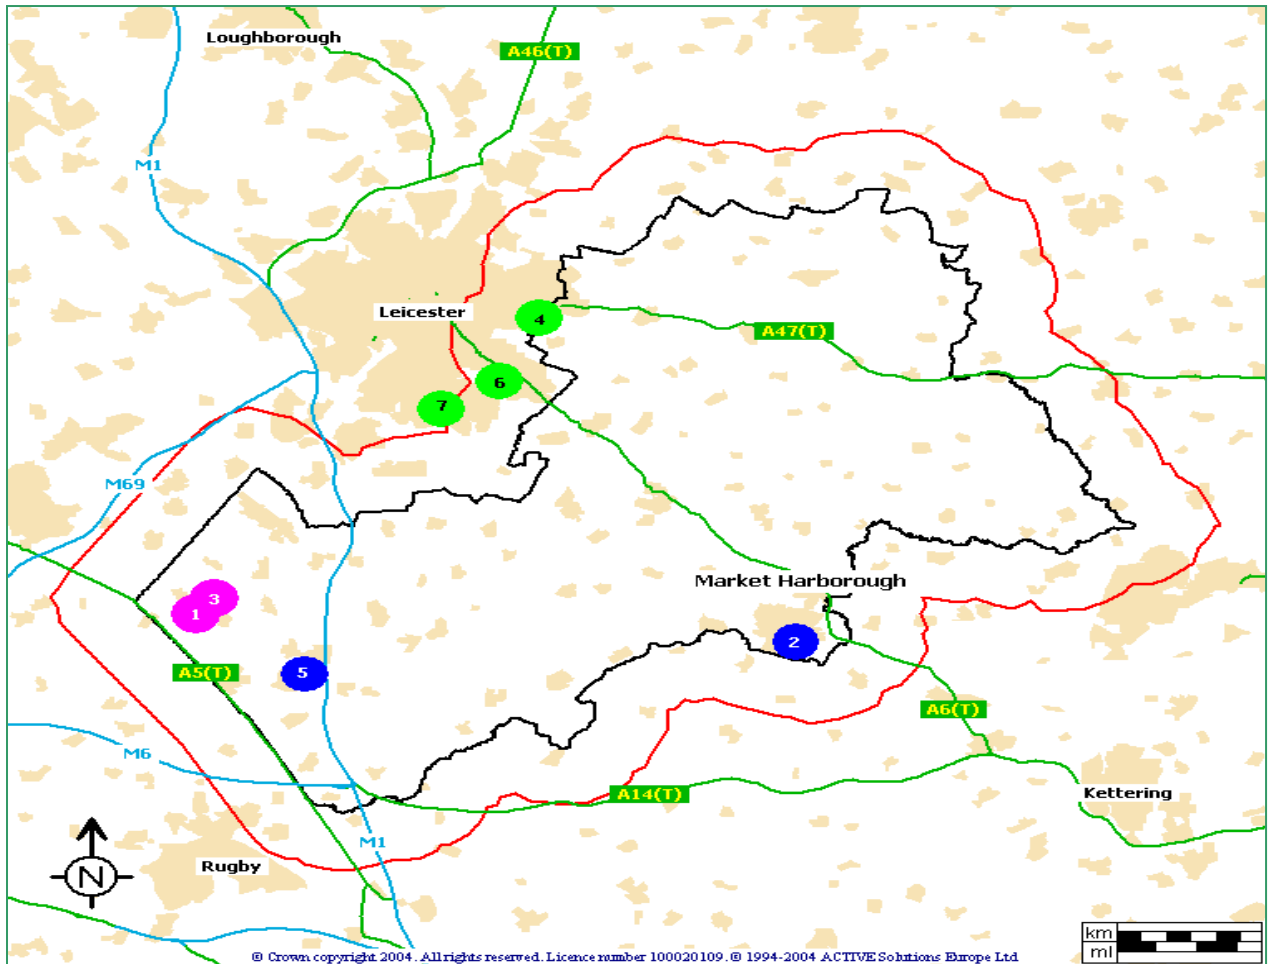 Loughborough
A46(T)
M1
Leicester
4
A47(T)
6
7
M69
Market Harborough
3
1
2
A5(T)
5
A6(T)
M6
A14(T)
Kettering
M1
Rugby
N
km
ml
© Crown copyright 2004. All rights reserved. Licence number 100020109. © 1994-2004 ACTIVE Solutions Europe Ltd